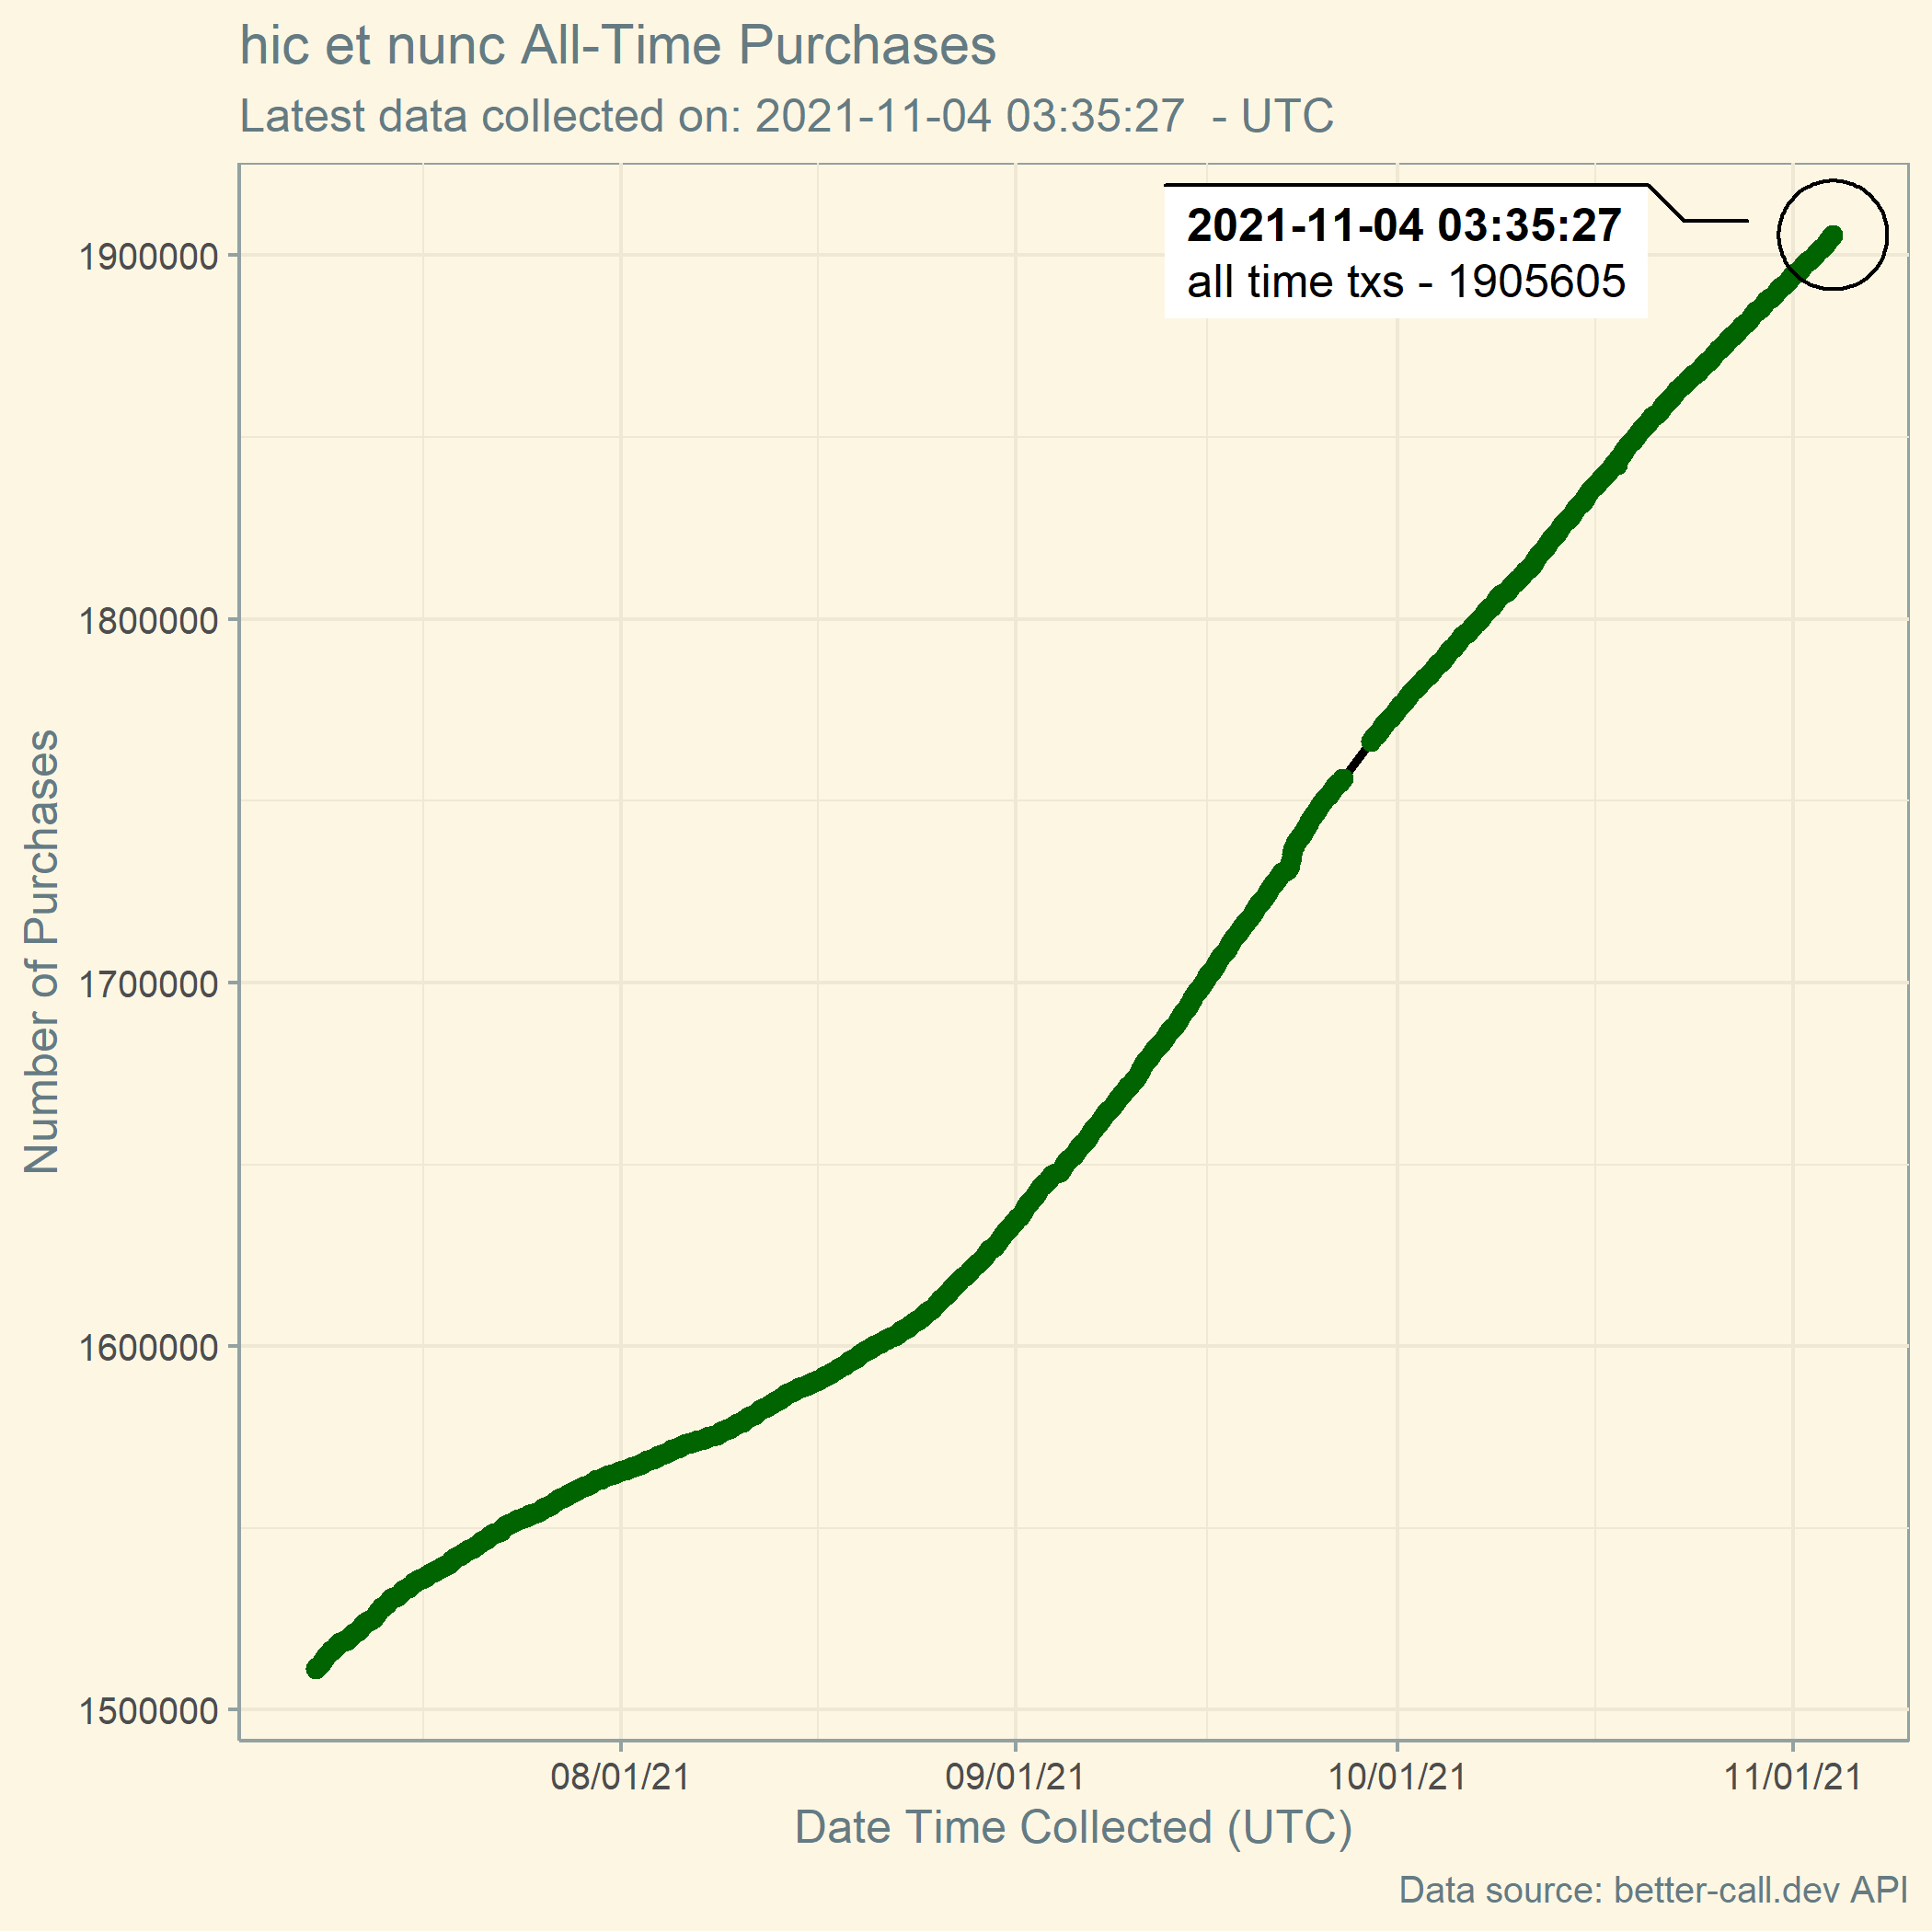 hic et nunc All-Time Purchases
Latest data collected on: 2021-11-04 03:35:27  - UTC
2021-11-04 03:35:27
all time txs - 1905605
Number of Purchases
1900000
1800000
1700000
1600000
1500000
08/01/21 09/01/21 10/01/21 11/01/21
Date Time Collected (UTC)
Data source: better-call.dev API